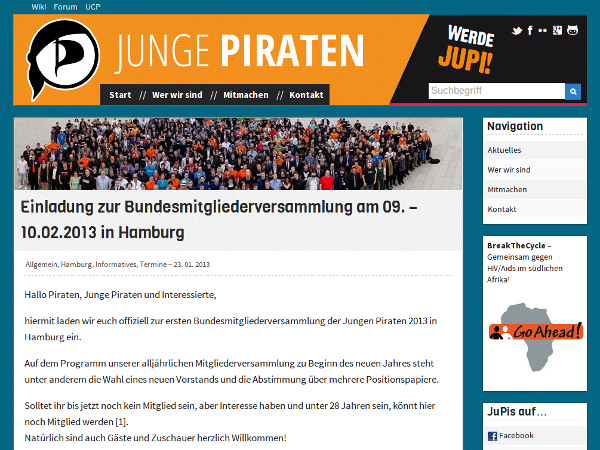 Wiki Forum UCP
JUNGE PIRATEN
WERDE
JUPI!
Suchbegriff
Start // Wer wir sind // Mitmachen // Kontakt
Einladung zur Bundesmitgliederversammlung am 09. –
10.02.2013 in Hamburg
Allgemein, Hamburg, Informatives, Termine – 23. 01. 2013
Hallo Piraten, Junge Piraten und Interessierte,
hiermit laden wir euch offiziell zur ersten Bundesmitgliederversammlung der Jungen Piraten 2013 in
Hamburg ein.
Auf dem Programm unserer alljährlichen Mitgliederversammlung zu Beginn des neuen Jahres steht
unter anderem die Wahl eines neuen Vorstands und die Abstimmung über mehrere Positionspapiere.
Solltet ihr bis jetzt noch kein Mitglied sein, aber Interesse haben und unter 28 Jahren sein, könnt hier
noch Mitglied werden [1].
Natürlich sind auch Gäste und Zuschauer herzlich Willkommen!
Navigation
Aktuelles
Wer wir sind
Mitmachen
Kontakt
BreakTheCycle –
Gemeinsam gegen
HIV/Aids im südlichen
Afrika!
Go Ahead!
JuPis auf…
Facebook